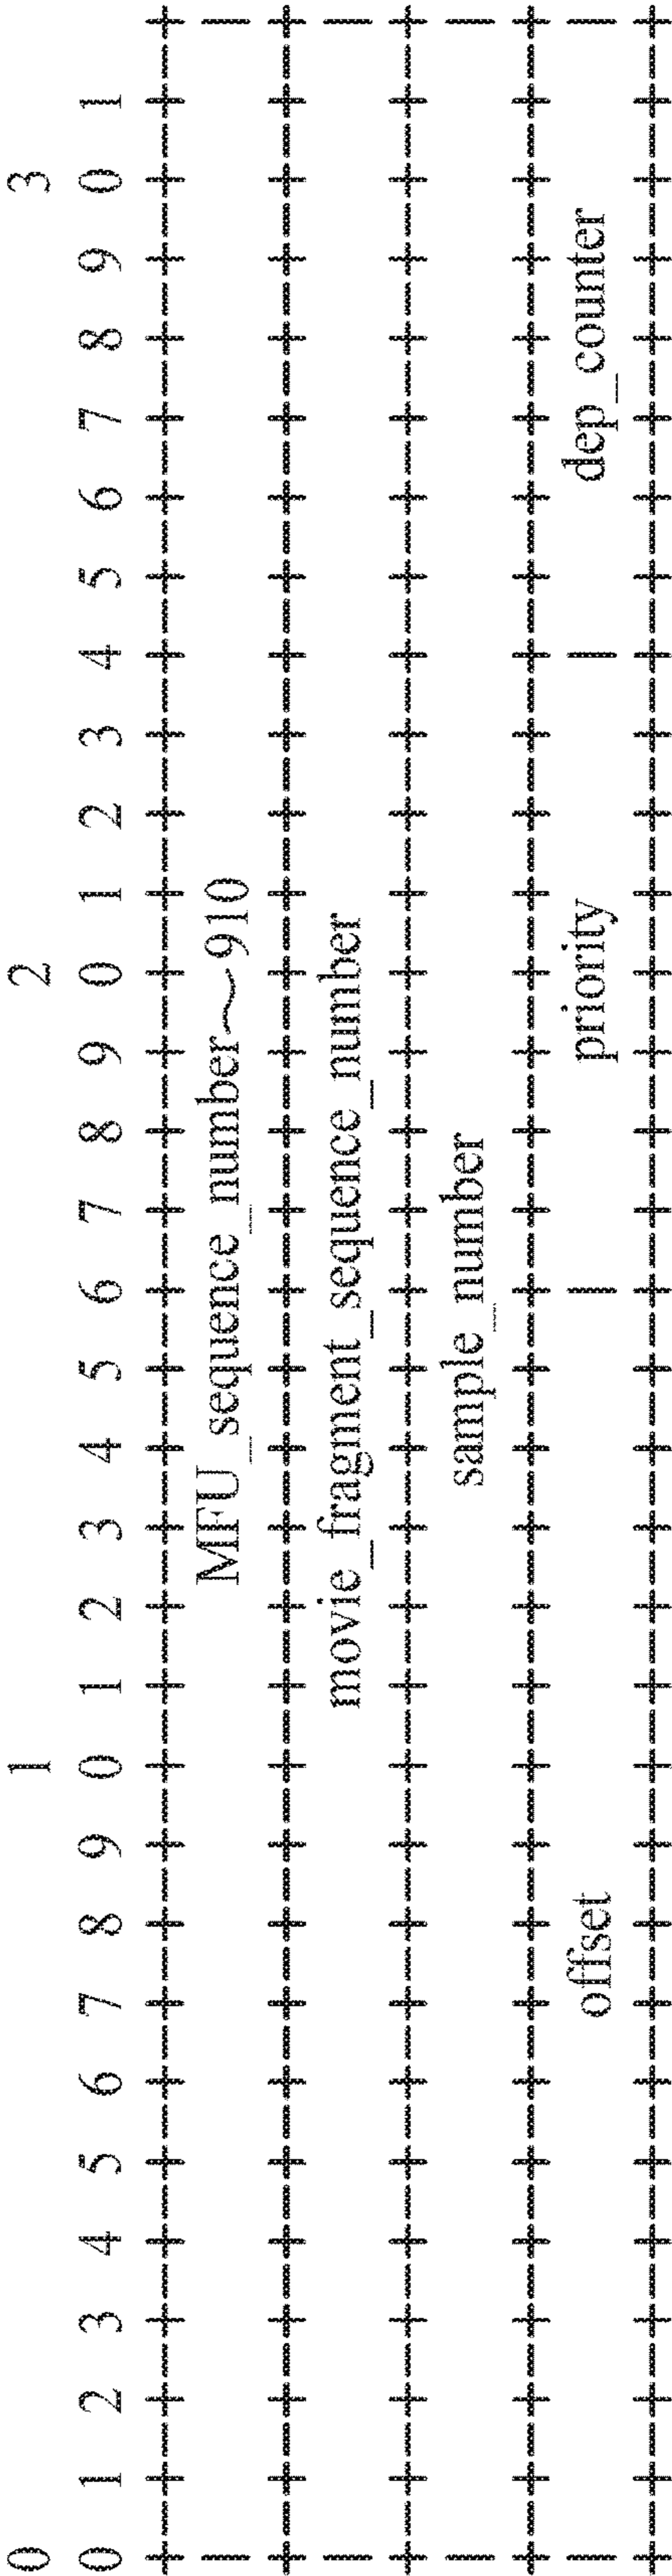 0 1 2 3
0 1 2 3 4 5 6 7 8 9 0 1 2 3 4 5 6 7 8 9 0 1 2 3 4 5 6 7 8 9 0 1
+-+-+-+-+-+-+-+-+-+-+-+-+-+-+-+-+-+-+-+-+-+-+-+-+-+-+-+-+-+-+-+-+
| MFU_sequence_number~910 |
+-+-+-+-+-+-+-+-+-+-+-+-+-+-+-+-+-+-+-+-+-+-+-+-+-+-+-+-+-+-+-+-+
| movie_fragment_sequence_number |
+-+-+-+-+-+-+-+-+-+-+-+-+-+-+-+-+-+-+-+-+-+-+-+-+-+-+-+-+-+-+-+-+
| sample_number |
+-+-+-+-+-+-+-+-+-+-+-+-+-+-+-+-+-+-+-+-+-+-+-+-+-+-+-+-+-+-+-+-+
| offset | priority | dep_counter |
+-+-+-+-+-+-+-+-+-+-+-+-+-+-+-+-+-+-+-+-+-+-+-+-+-+-+-+-+-+-+-+-+